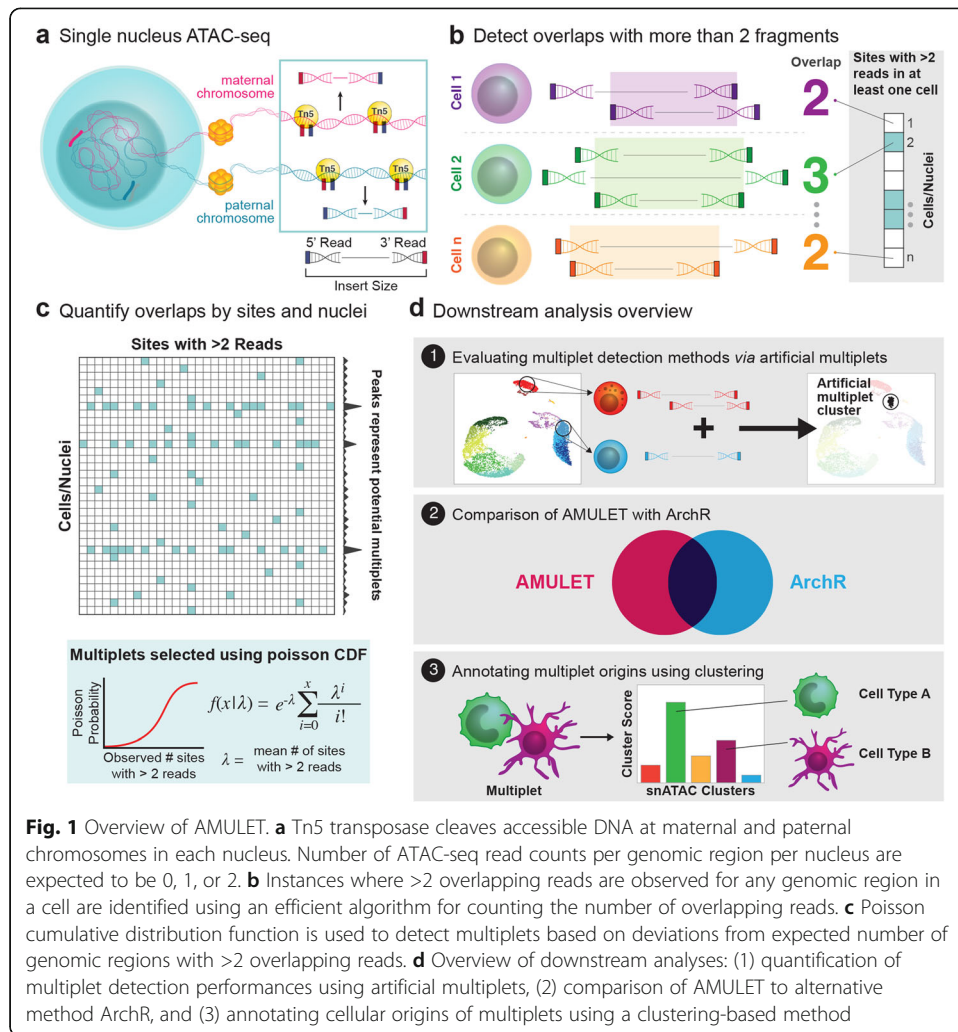 a Single nucleus ATAC-seq
maternal
chromosome
Tn5
Tn5
Tn5
Tn5
paternal
chromosome
5' Read
3' Read
Insert Size
b Detect overlaps with more than 2 fragments
Overlap
Sites with >2
reads in at
least one cell
Cell 1
2
1
2
Cell 2
3
Cells/Nuclei
Cell n
2
n
c Quantify overlaps by sites and nuclei
Sites with >2 Reads
Cells/Nuclei
Peaks represent potential multiplets
Multiplets selected using poisson CDF
Poisson
Probability
Observed # sites
with > 2 reads
f(x|λ) = e^{-λ} \sum_{i=0}^{x} \frac{λ^i}{i!}
λ = mean # of sites
with > 2 reads
d Downstream analysis overview
1 Evaluating multiplet detection methods via artificial multiplets
+
Artificial
multiplet
cluster
2 Comparison of AMULET with ArchR
AMULET
ArchR
3 Annotating multiplet origins using clustering
Multiplet
Cluster Score
snATAC Clusters
Cell Type A
Cell Type B
Fig. 1 Overview of AMULET. a Tn5 transposase cleaves accessible DNA at maternal and paternal
chromosomes in each nucleus. Number of ATAC-seq read counts per genomic region per nucleus are
expected to be 0, 1, or 2. b Instances where >2 overlapping reads are observed for any genomic region in
a cell are identified using an efficient algorithm for counting the number of overlapping reads. c Poisson
cumulative distribution function is used to detect multiplets based on deviations from expected number of
genomic regions with >2 overlapping reads. d Overview of downstream analyses: (1) quantification of
multiplet detection performances using artificial multiplets, (2) comparison of AMULET to alternative
method ArchR, and (3) annotating cellular origins of multiplets using a clustering-based method